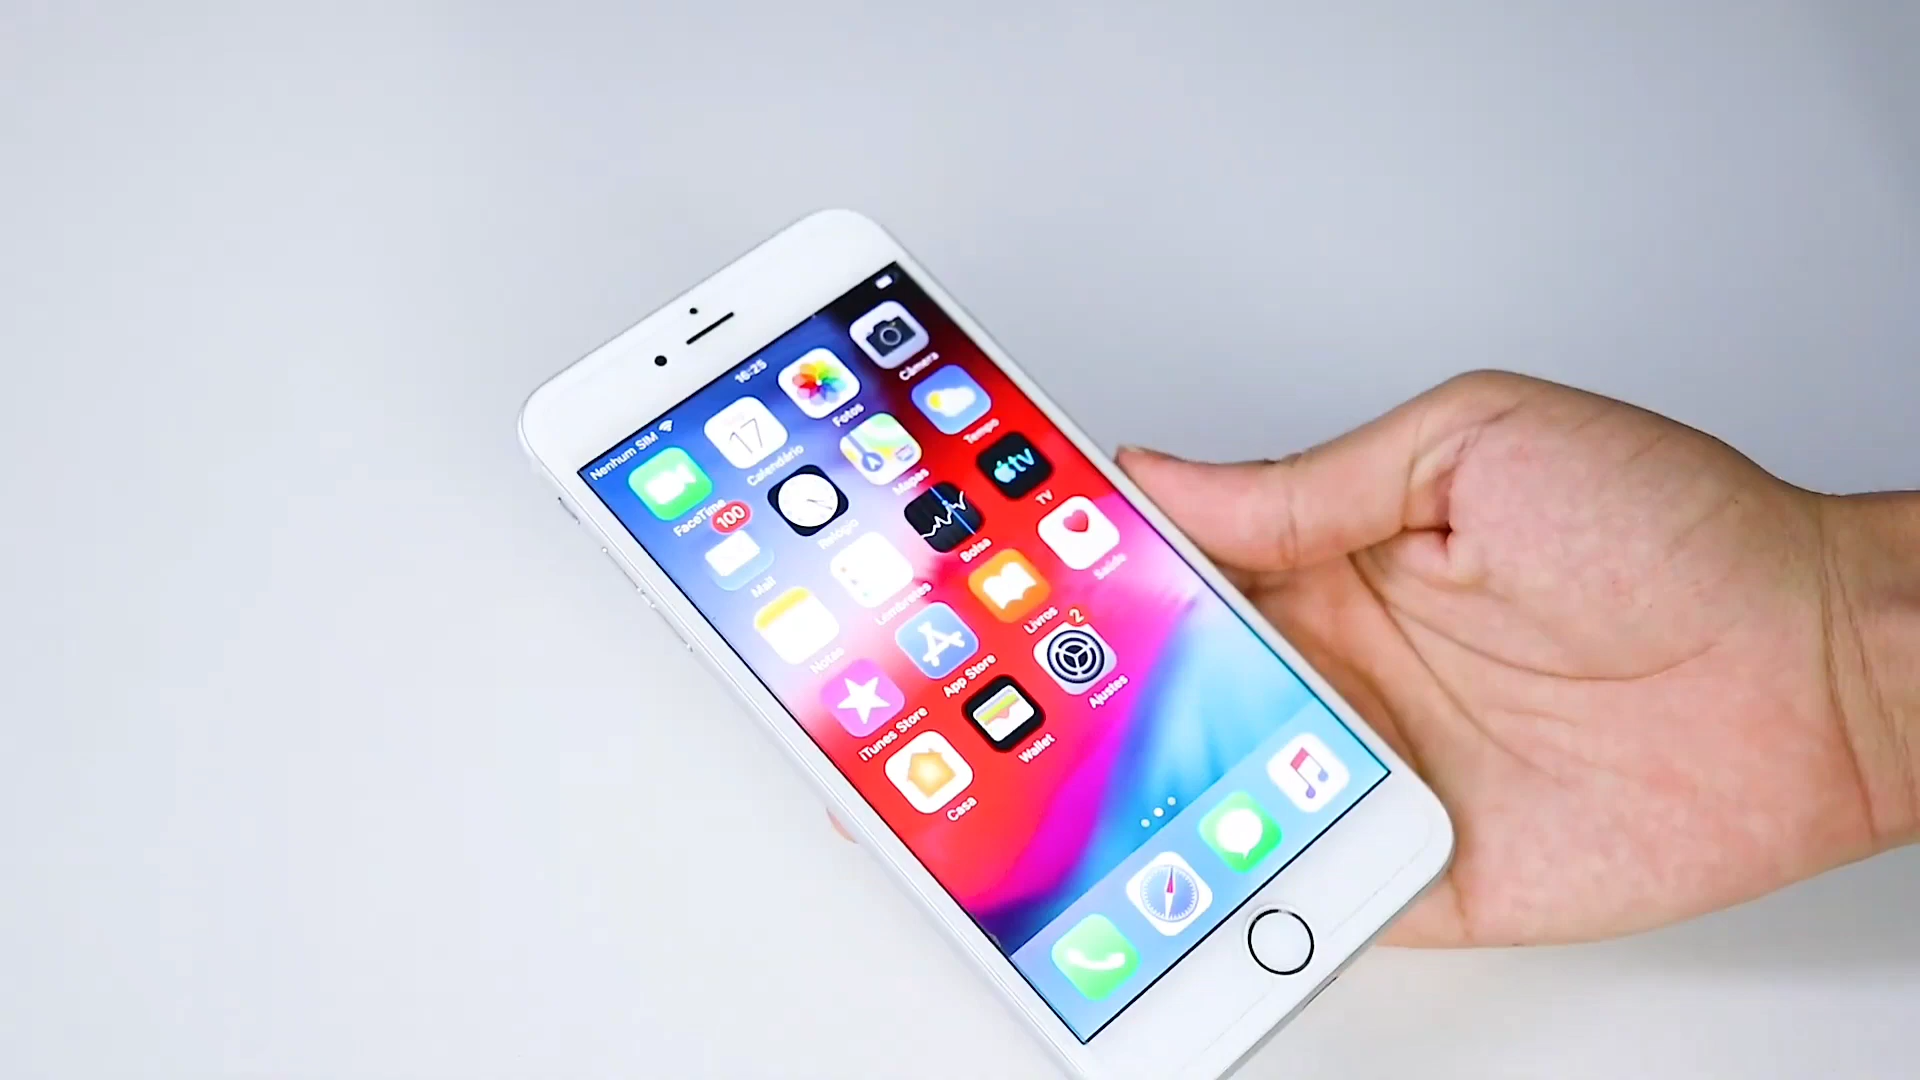 Nenhum SIM
16:25
FaceTime
17
Calendário
Fotos
Câmera
100
Mail
Relógio
Mapas
Tempo
Notas
Lembretes
Bolsa
tv
TV
iTunes Store
App Store
Livros
Saúde
Casa
Wallet
2
Ajustes